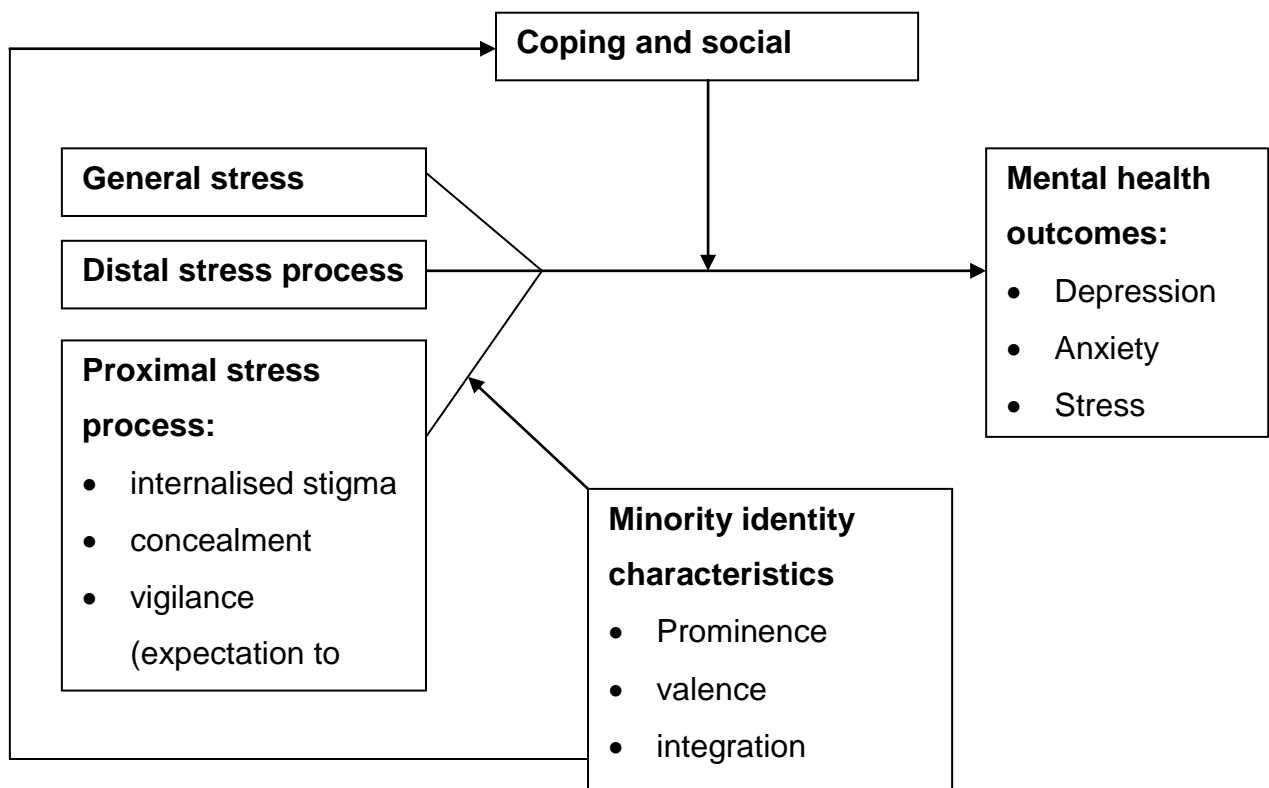 Coping and social
General stress
Distal stress process
Proximal stress
process:
• internalised stigma
• concealment
• vigilance
(expectation to
Mental health
outcomes:
• Depression
• Anxiety
• Stress
Minority identity
characteristics
• Prominence
• valence
• integration